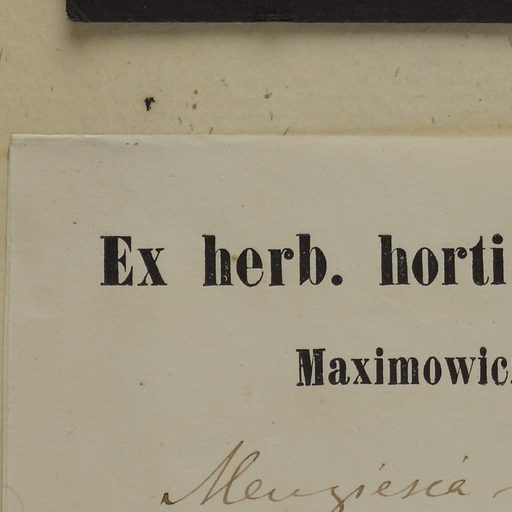 Ex herb. horti
Maximowic
Menziesia